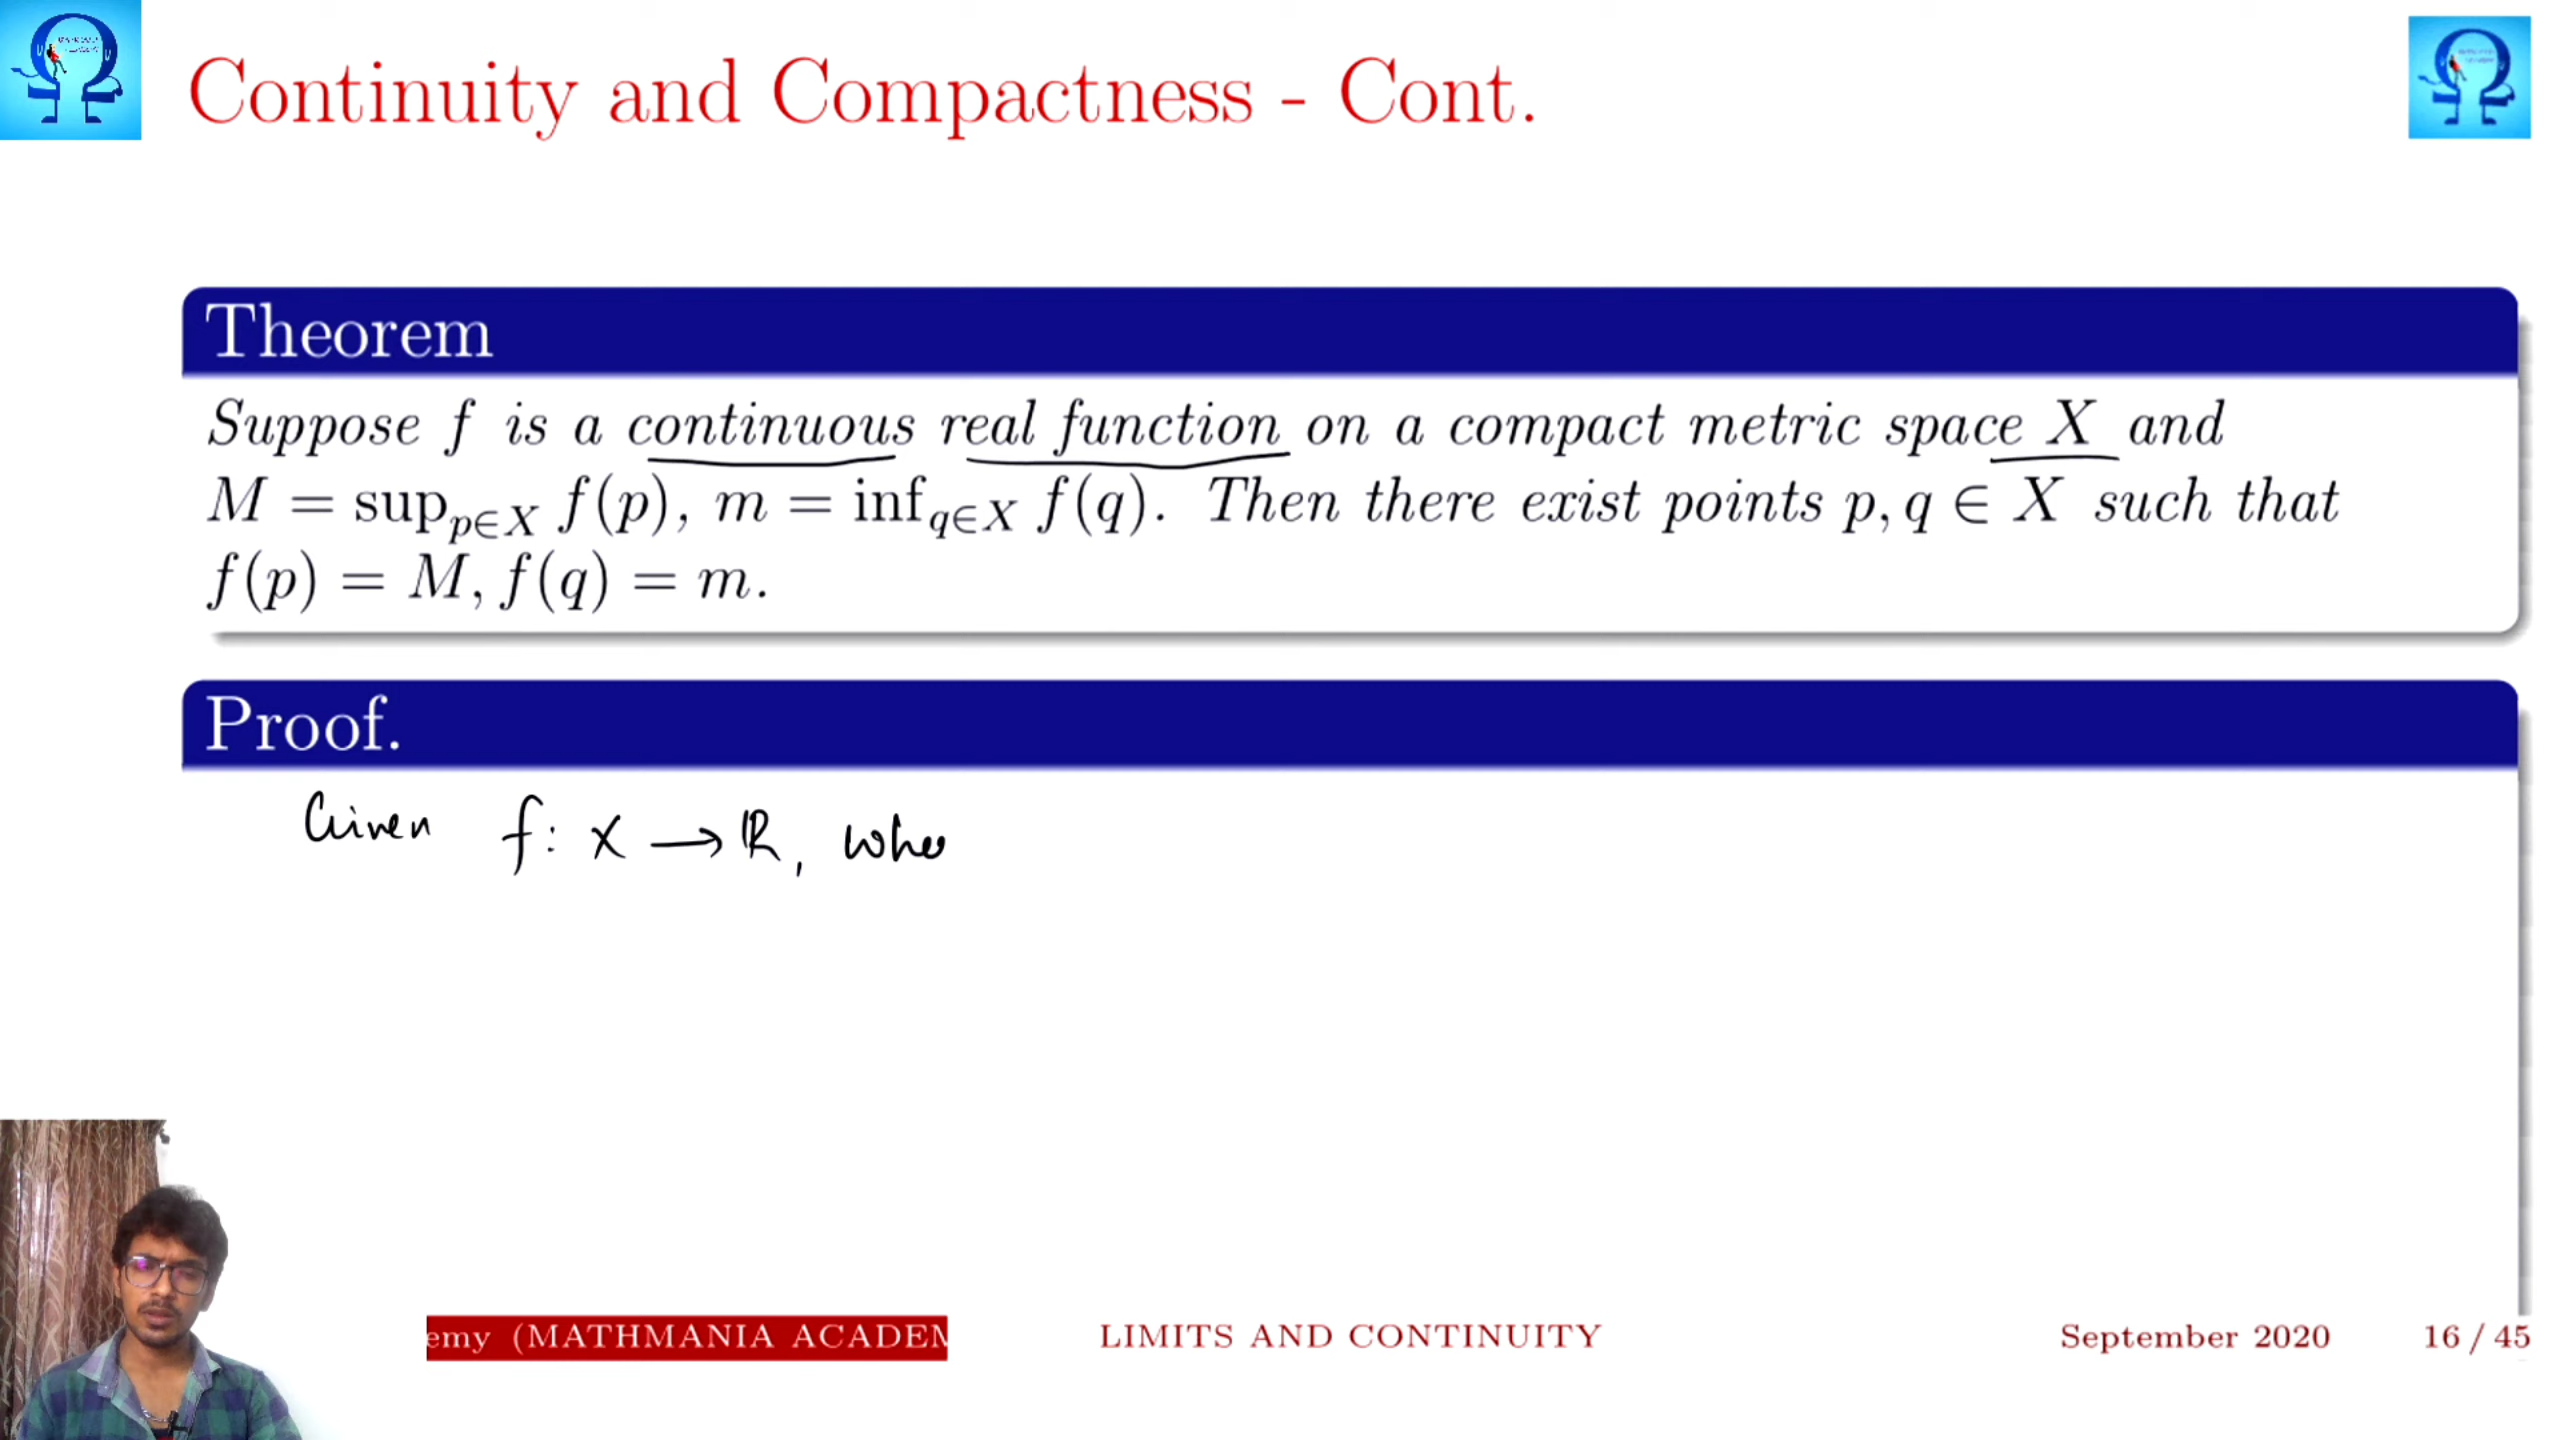 Continuity and Compactness - Cont.
Theorem
Suppose f is a continuous real function on a compact metric space X and
M = sup_{p∈X} f(p), m = inf_{q∈X} f(q). Then there exist points p, q ∈ X such that
f(p) = M, f(q) = m.
Proof.
Given f: X → ℝ, whe
emy (MATHMANIA ACADEM
LIMITS AND CONTINUITY
September 2020
16 / 45